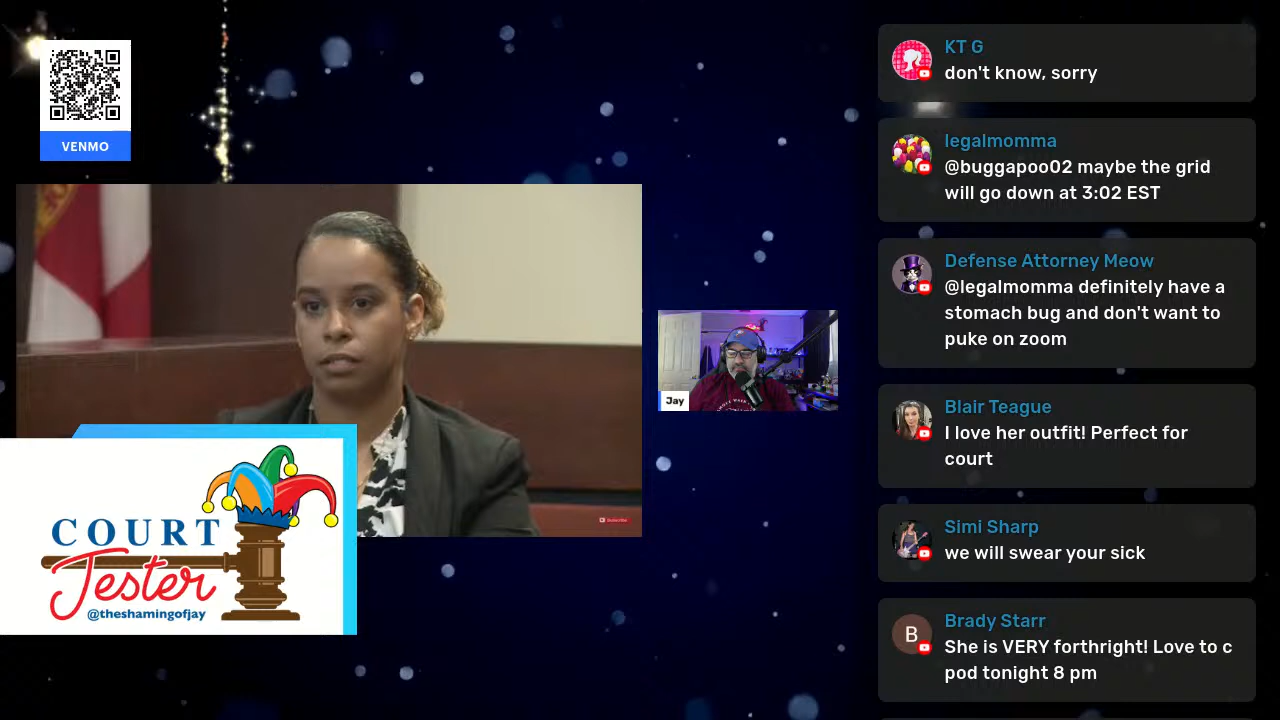 VENMO
Subscribe
Jay
COURT
Jester
@theshamingofjay
KT G
don't know, sorry
legalmomma
@buggapoo02 maybe the grid
will go down at 3:02 EST
Defense Attorney Meow
@legalmomma definitely have a
stomach bug and don't want to
puke on zoom
Blair Teague
I love her outfit! Perfect for
court
Simi Sharp
we will swear your sick
B
Brady Starr
She is VERY forthright! Love to c
pod tonight 8 pm